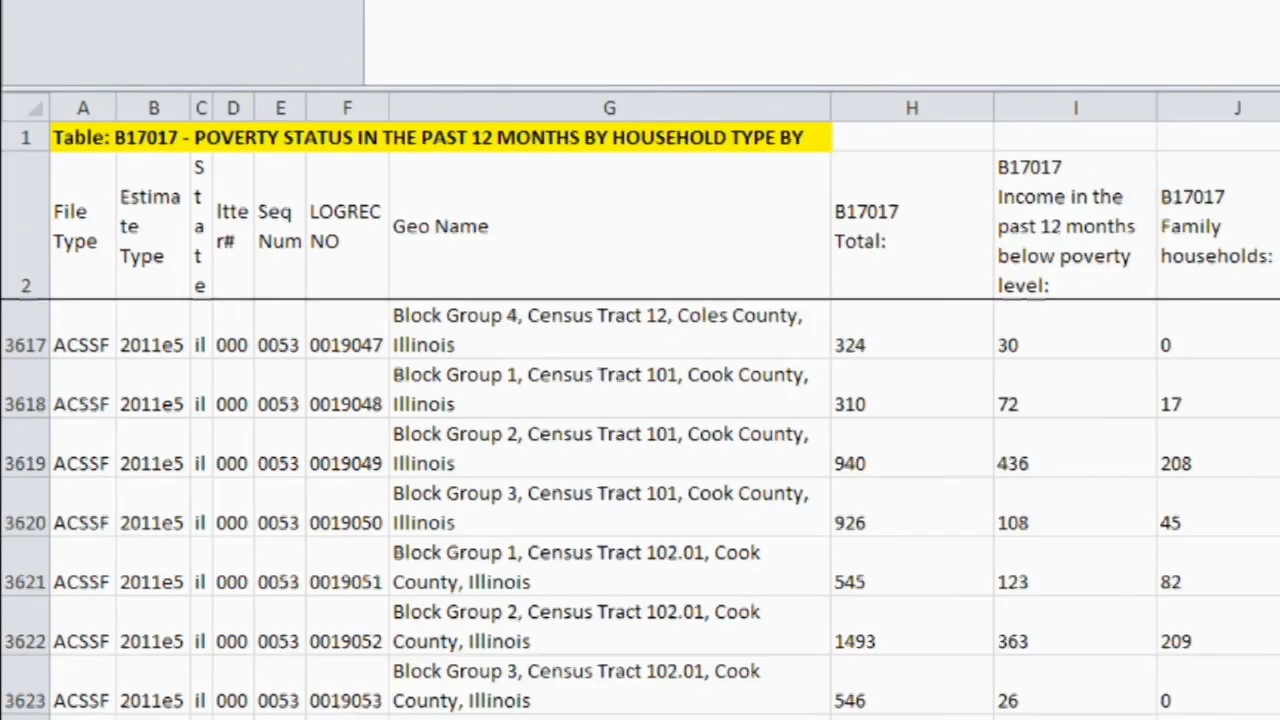 A B C D E F G H I J
1 Table: B17017 - POVERTY STATUS IN THE PAST 12 MONTHS BY HOUSEHOLD TYPE BY
2
File
Type
Estima
te
Type
S
t
a
t
e
ltte
r#
Seq
Num
LOGREC
NO
Geo Name
B17017
Total:
B17017
Income in the
past 12 months
below poverty
level:
B17017
Family
households:
Block Group 4, Census Tract 12, Coles County,
3617 ACSSF 2011e5 il 000 0053 0019047 Illinois 324 30 0
Block Group 1, Census Tract 101, Cook County,
3618 ACSSF 2011e5 il 000 0053 0019048 Illinois 310 72 17
Block Group 2, Census Tract 101, Cook County,
3619 ACSSF 2011e5 il 000 0053 0019049 Illinois 940 436 208
Block Group 3, Census Tract 101, Cook County,
3620 ACSSF 2011e5 il 000 0053 0019050 Illinois 926 108 45
Block Group 1, Census Tract 102.01, Cook
3621 ACSSF 2011e5 il 000 0053 0019051 County, Illinois 545 123 82
Block Group 2, Census Tract 102.01, Cook
3622 ACSSF 2011e5 il 000 0053 0019052 County, Illinois 1493 363 209
Block Group 3, Census Tract 102.01, Cook
3623 ACSSF 2011e5 il 000 0053 0019053 County, Illinois 546 26 0